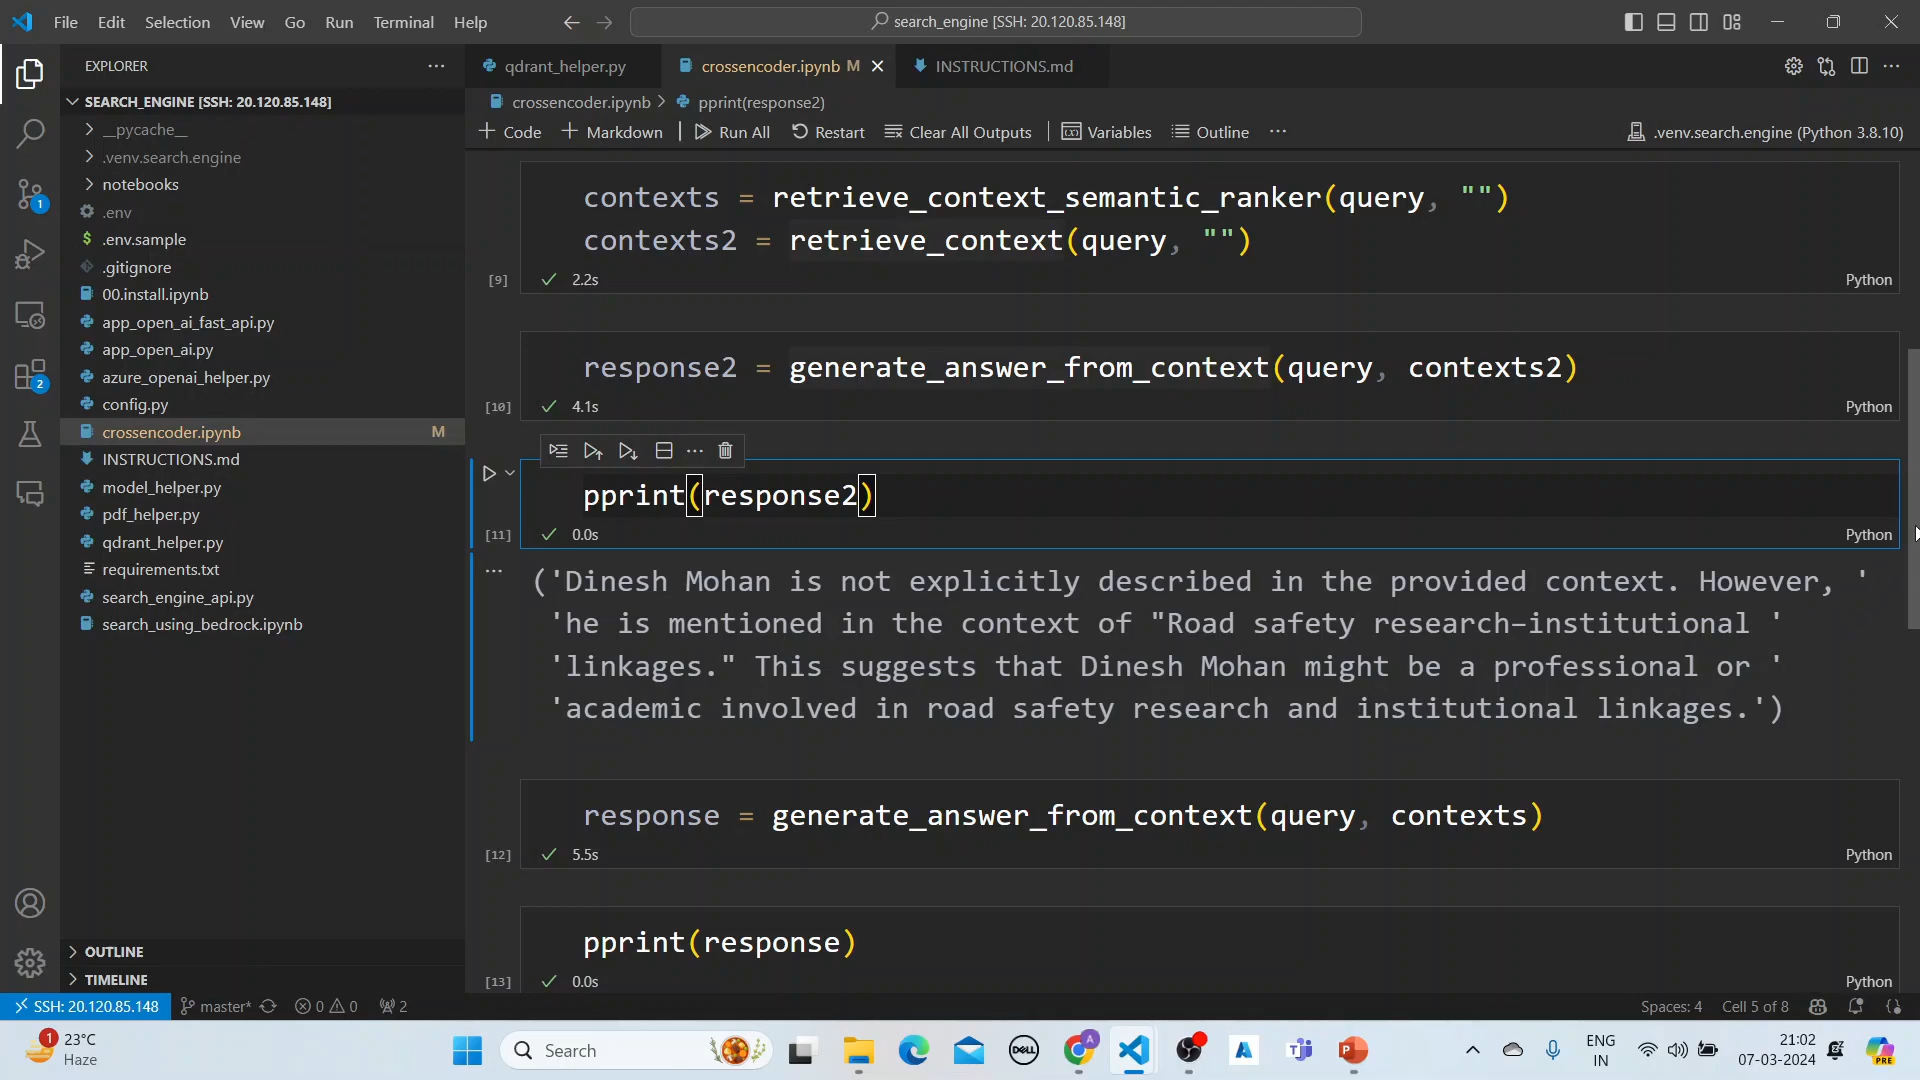 File Edit Selection View Go Run Terminal Help
search_engine [SSH: 20.120.85.148]
EXPLORER
SEARCH_ENGINE [SSH: 20.120.85.148]
__pycache__
.venv.search.engine
notebooks
.env
.env.sample
.gitignore
00.install.ipynb
app_open_ai_fast_api.py
app_open_ai.py
azure_openai_helper.py
config.py
crossencoder.ipynb M
INSTRUCTIONS.md
model_helper.py
pdf_helper.py
qdrant_helper.py
requirements.txt
search_engine_api.py
search_using_bedrock.ipynb
OUTLINE
TIMELINE
1
2
qdrant_helper.py
crossencoder.ipynb M
INSTRUCTIONS.md
crossencoder.ipynb > pprint(response2)
+ Code + Markdown Run All Restart Clear All Outputs Variables Outline ...
.venv.search.engine (Python 3.8.10)
contexts = retrieve_context_semantic_ranker(query, "")
contexts2 = retrieve_context(query, "")
[9] 2.2s Python
response2 = generate_answer_from_context(query, contexts2)
[10] 4.1s Python
pprint(response2)
[11] 0.0s Python
('Dinesh Mohan is not explicitly described in the provided context. However, '
'he is mentioned in the context of "Road safety research–institutional '
'linkages." This suggests that Dinesh Mohan might be a professional or '
'academic involved in road safety research and institutional linkages.')
response = generate_answer_from_context(query, contexts)
[12] 5.5s Python
pprint(response)
[13] 0.0s Python
SSH: 20.120.85.148 master* 0 0 2
Spaces: 4 Cell 5 of 8
1
23°C
Haze
Search
DELL
A
ENG
IN
21:02
07-03-2024
PRE